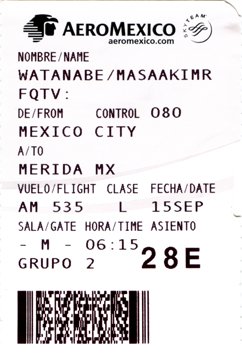 AEROMEXICO
aeromexico.com
SKYTEAM
NOMBRE/NAME
WATANABE/MASAAKIMR
FQTV:
DE/FROM CONTROL 080
MEXICO CITY
A/TO
MERIDA MX
VUELO/FLIGHT CLASE FECHA/DATE
AM 535 L 15SEP
SALA/GATE HORA/TIME ASIENTO
- M - 06:15 28E
GRUPO 2